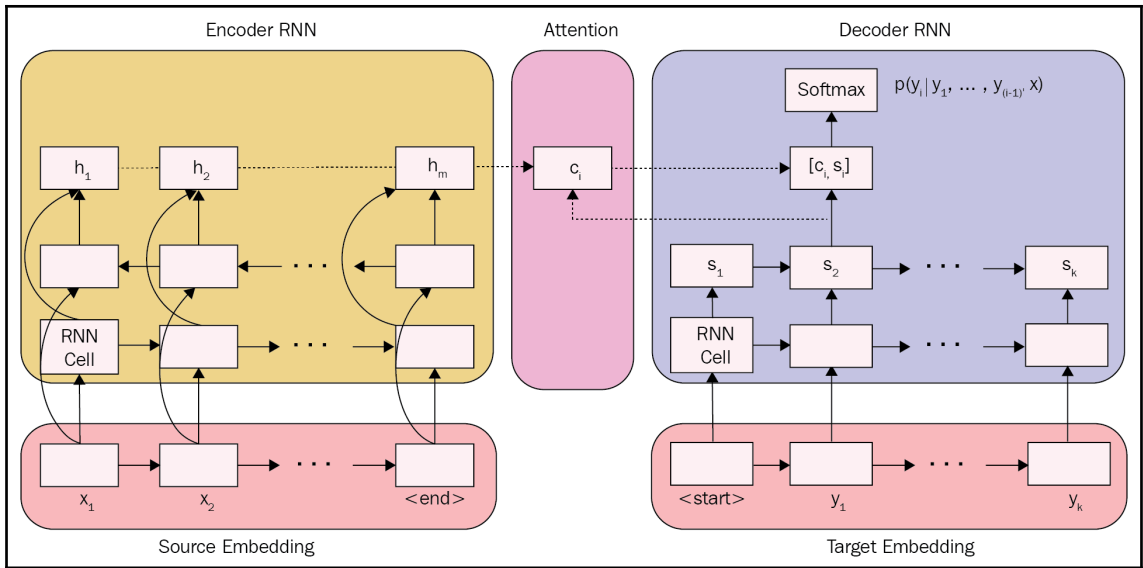 Encoder RNN
Attention
Decoder RNN
Softmax
p(yᵢ|y₁, ... , y₍ᵢ₋₁₎, x)
h₁
h₂
hₘ
cᵢ
[cᵢ, sᵢ]
. . .
s₁
s₂
. . .
sₖ
RNN
Cell
. . .
RNN
Cell
. . .
. . .
. . .
x₁
x₂
<end>
<start>
y₁
yₖ
Source Embedding
Target Embedding